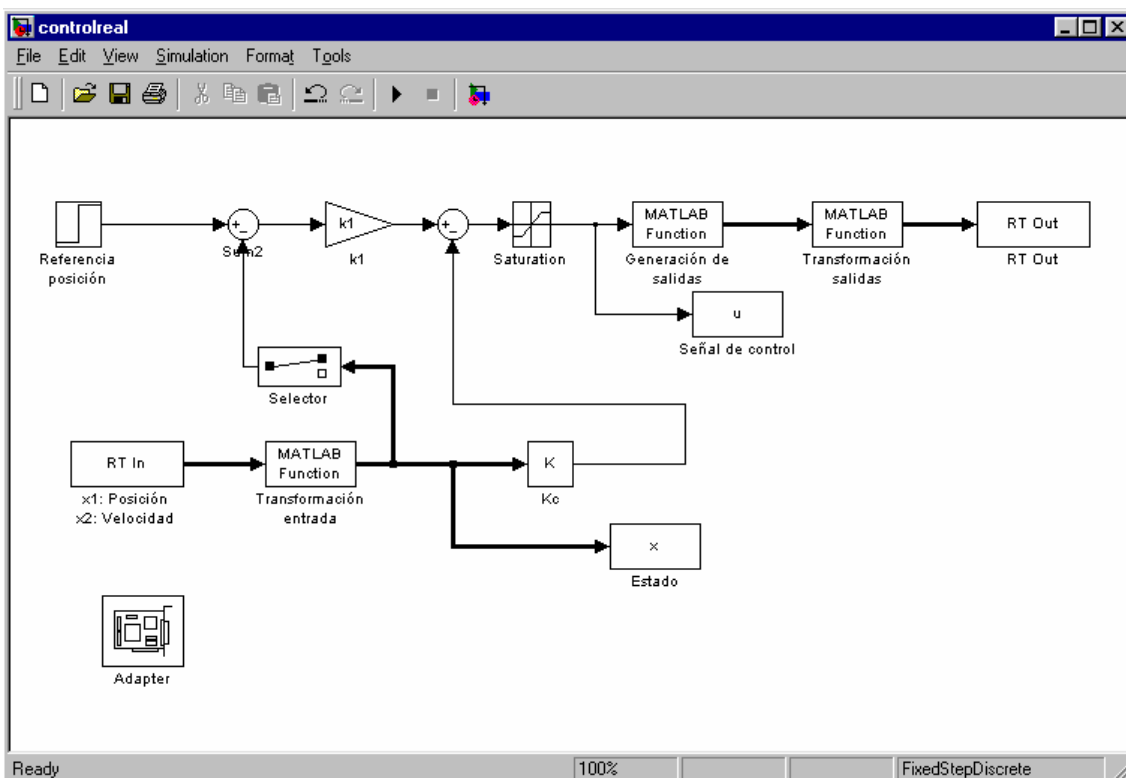 controlreal
File Edit View Simulation Format Tools
Referencia
posición
+
-
Sum2
k1
k1
+
-
Saturation
MATLAB
Function
Generación de
salidas
MATLAB
Function
Transformación
salidas
RT Out
RT Out
u
Señal de control
Selector
RT In
x1: Posición
x2: Velocidad
MATLAB
Function
Transformación
entrada
K
Kc
x
Estado
Adapter
Ready 100% FixedStepDiscrete